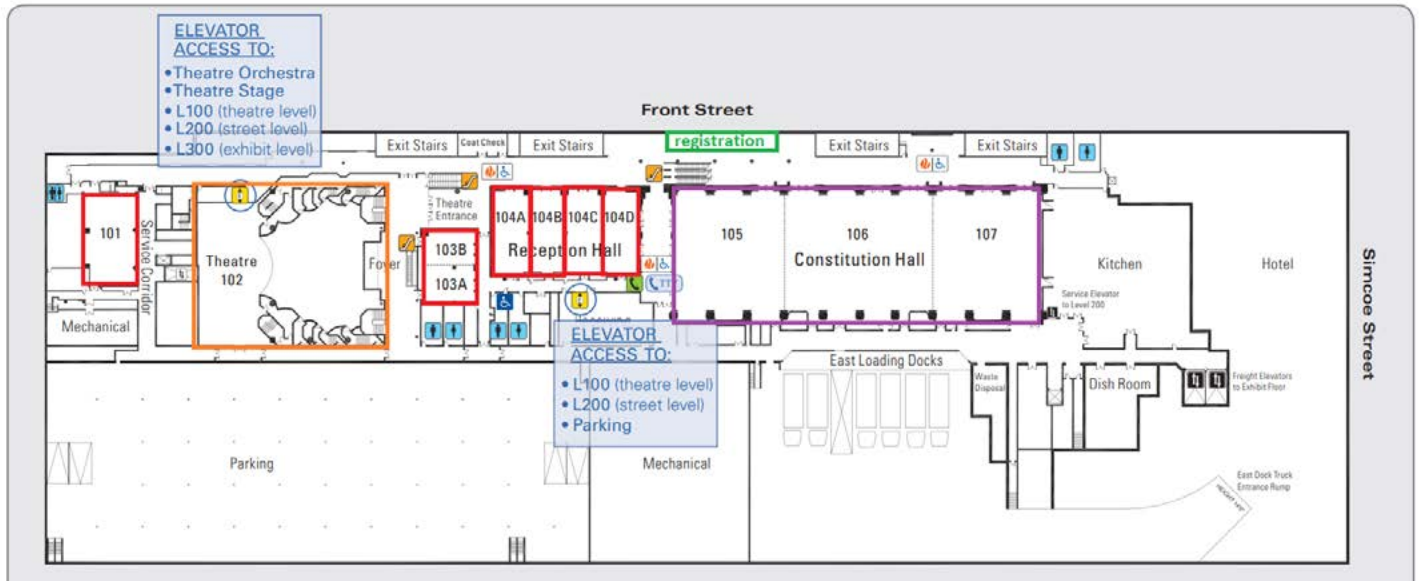 ELEVATOR
ACCESS TO:
•Theatre Orchestra
•Theatre Stage
• L100 (theatre level)
• L200 (street level)
• L300 (exhibit level)
Front Street
Exit Stairs
Coat Check
Exit Stairs
registration
Exit Stairs
Exit Stairs
101
Service Corridor
Mechanical
Theatre
102
Foyer
Theatre
Entrance
103B
103A
104A
104B
104C
104D
Reception Hall
TTY
105
106
107
Constitution Hall
Kitchen
Hotel
Simcoe Street
Service Elevator
to Level 200
ELEVATOR
ACCESS TO:
• L100 (theatre level)
• L200 (street level)
• Parking
East Loading Docks
Waste
Disposal
Dish Room
Freight Elevators
to Exhibit Floor
Parking
Mechanical
East Dock Truck
Entrance Ramp